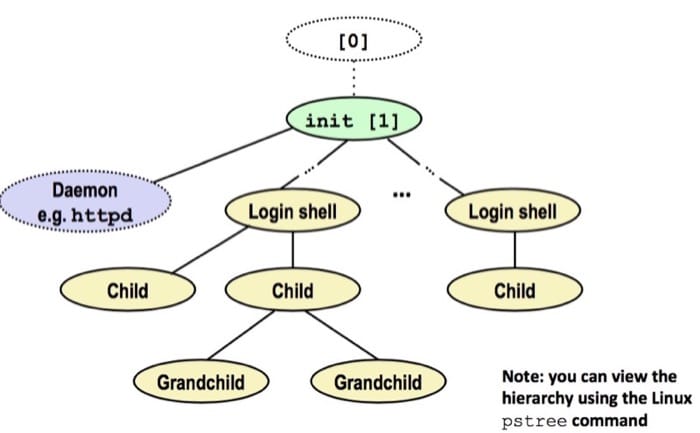 [0]
init [1]
Daemon
e.g. httpd
Login shell
...
Login shell
Child
Child
Child
Grandchild
Grandchild
Note: you can view the
hierarchy using the Linux
pstree command